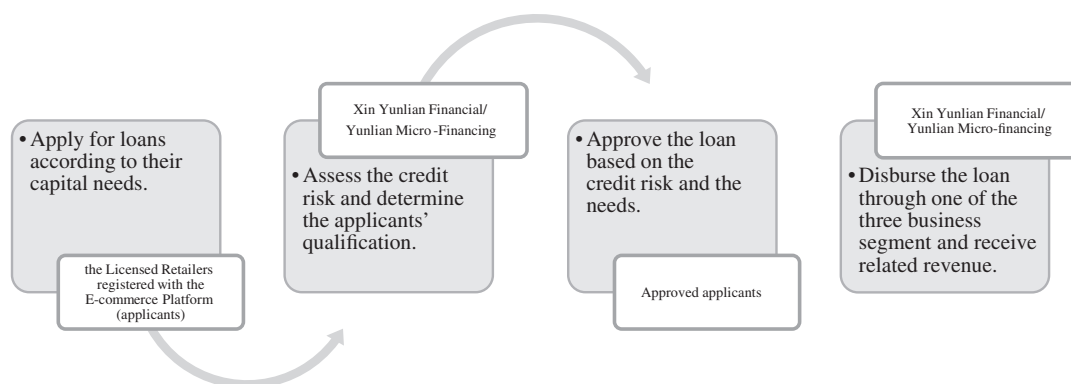 • Apply for loans
according to their
capital needs.
the Licensed Retailers
registered with the
E-commerce Platform
(applicants)
Xin Yunlian Financial/
Yunlian Micro -Financing
• Assess the credit
risk and determine
the applicants’
qualification.
• Approve the loan
based on the
credit risk and the
needs.
Approved applicants
Xin Yunlian Financial/
Yunlian Micro-financing
• Disburse the loan
through one of the
three business
segment and receive
related revenue.